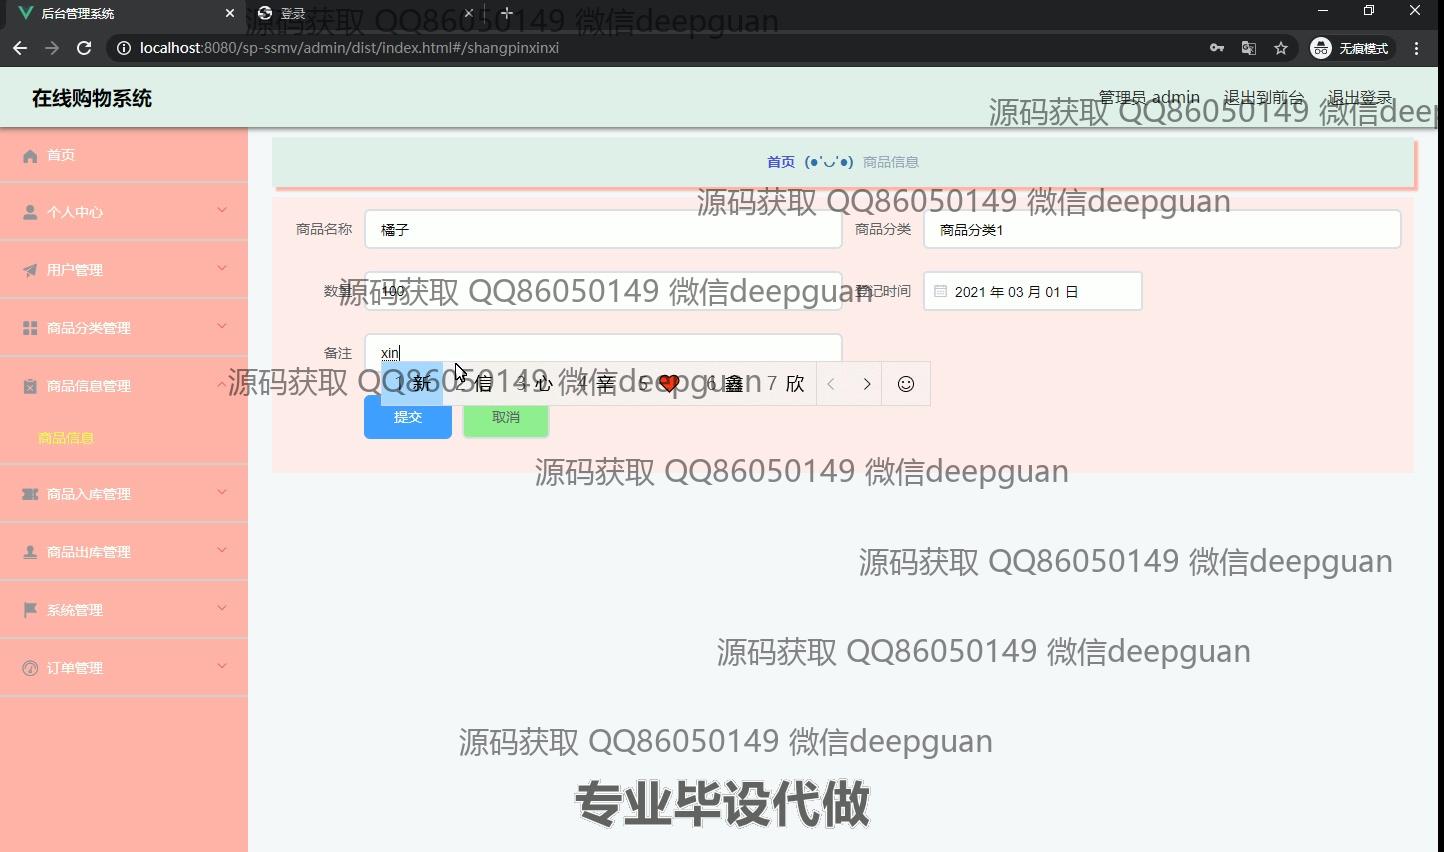 后台管理系统
登录
源码获取 QQ86050149 微信deepguan
localhost:8080/sp-ssmv/admin/dist/index.html#/shangpinxinxi
无痕模式
在线购物系统
管理员 admin 退出到前台 退出登录
源码获取 QQ86050149 微信deep
首页
首页 (●'◡'●) 商品信息
源码获取 QQ86050149 微信deepguan
个人中心
商品名称 橘子 商品分类 商品分类1
用户管理
数量 100 登记时间 2021 年 03 月 01 日
源码获取 QQ86050149 微信deepguan
商品分类管理
备注 xin
商品信息管理
1 新 2 信 3 心 4 辛 5 6 鑫 7 欣
源码获取 QQ86050149 微信deepguan
提交 取消
商品信息
源码获取 QQ86050149 微信deepguan
商品入库管理
商品出库管理
源码获取 QQ86050149 微信deepguan
系统管理
源码获取 QQ86050149 微信deepguan
订单管理
源码获取 QQ86050149 微信deepguan
专业毕设代做